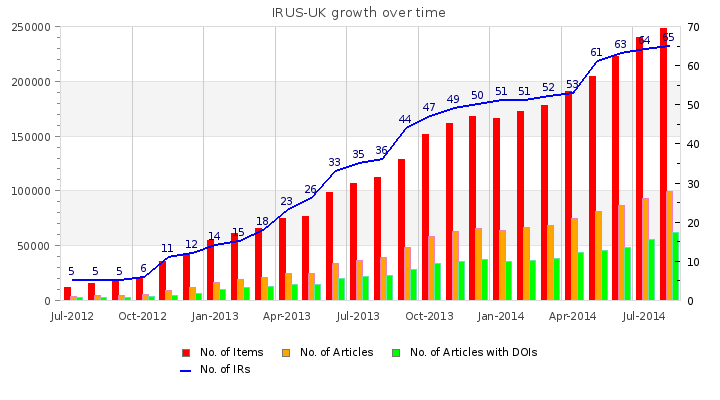 IRUS-UK growth over time
250000
200000
150000
100000
50000
0
70
60
50
40
30
20
10
0
5 5 5 6 11 12 14 15 18 23 26 33 35 36 44 47 49 50 51 51 52 53 61 63 64 65
Jul-2012 Oct-2012 Jan-2013 Apr-2013 Jul-2013 Oct-2013 Jan-2014 Apr-2014 Jul-2014
No. of Items No. of Articles No. of Articles with DOIs
No. of IRs